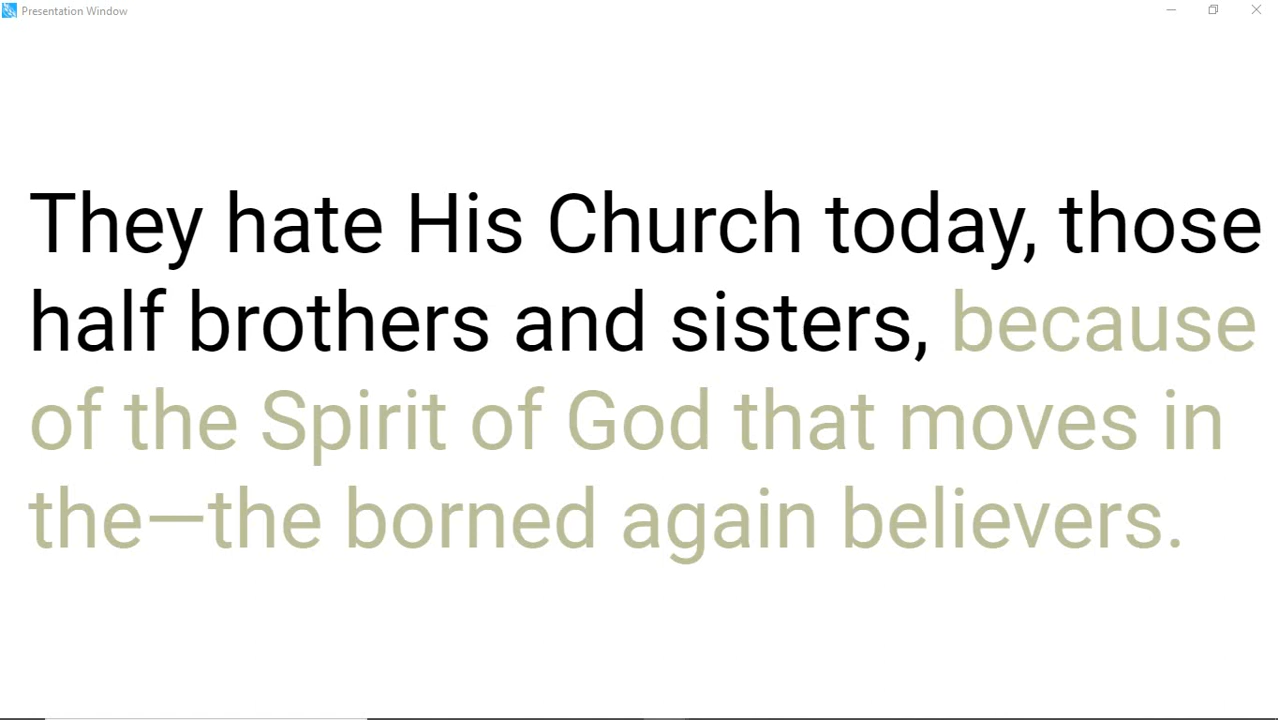 Presentation Window
They hate His Church today, those
half brothers and sisters, because
of the Spirit of God that moves in
the—the borned again believers.